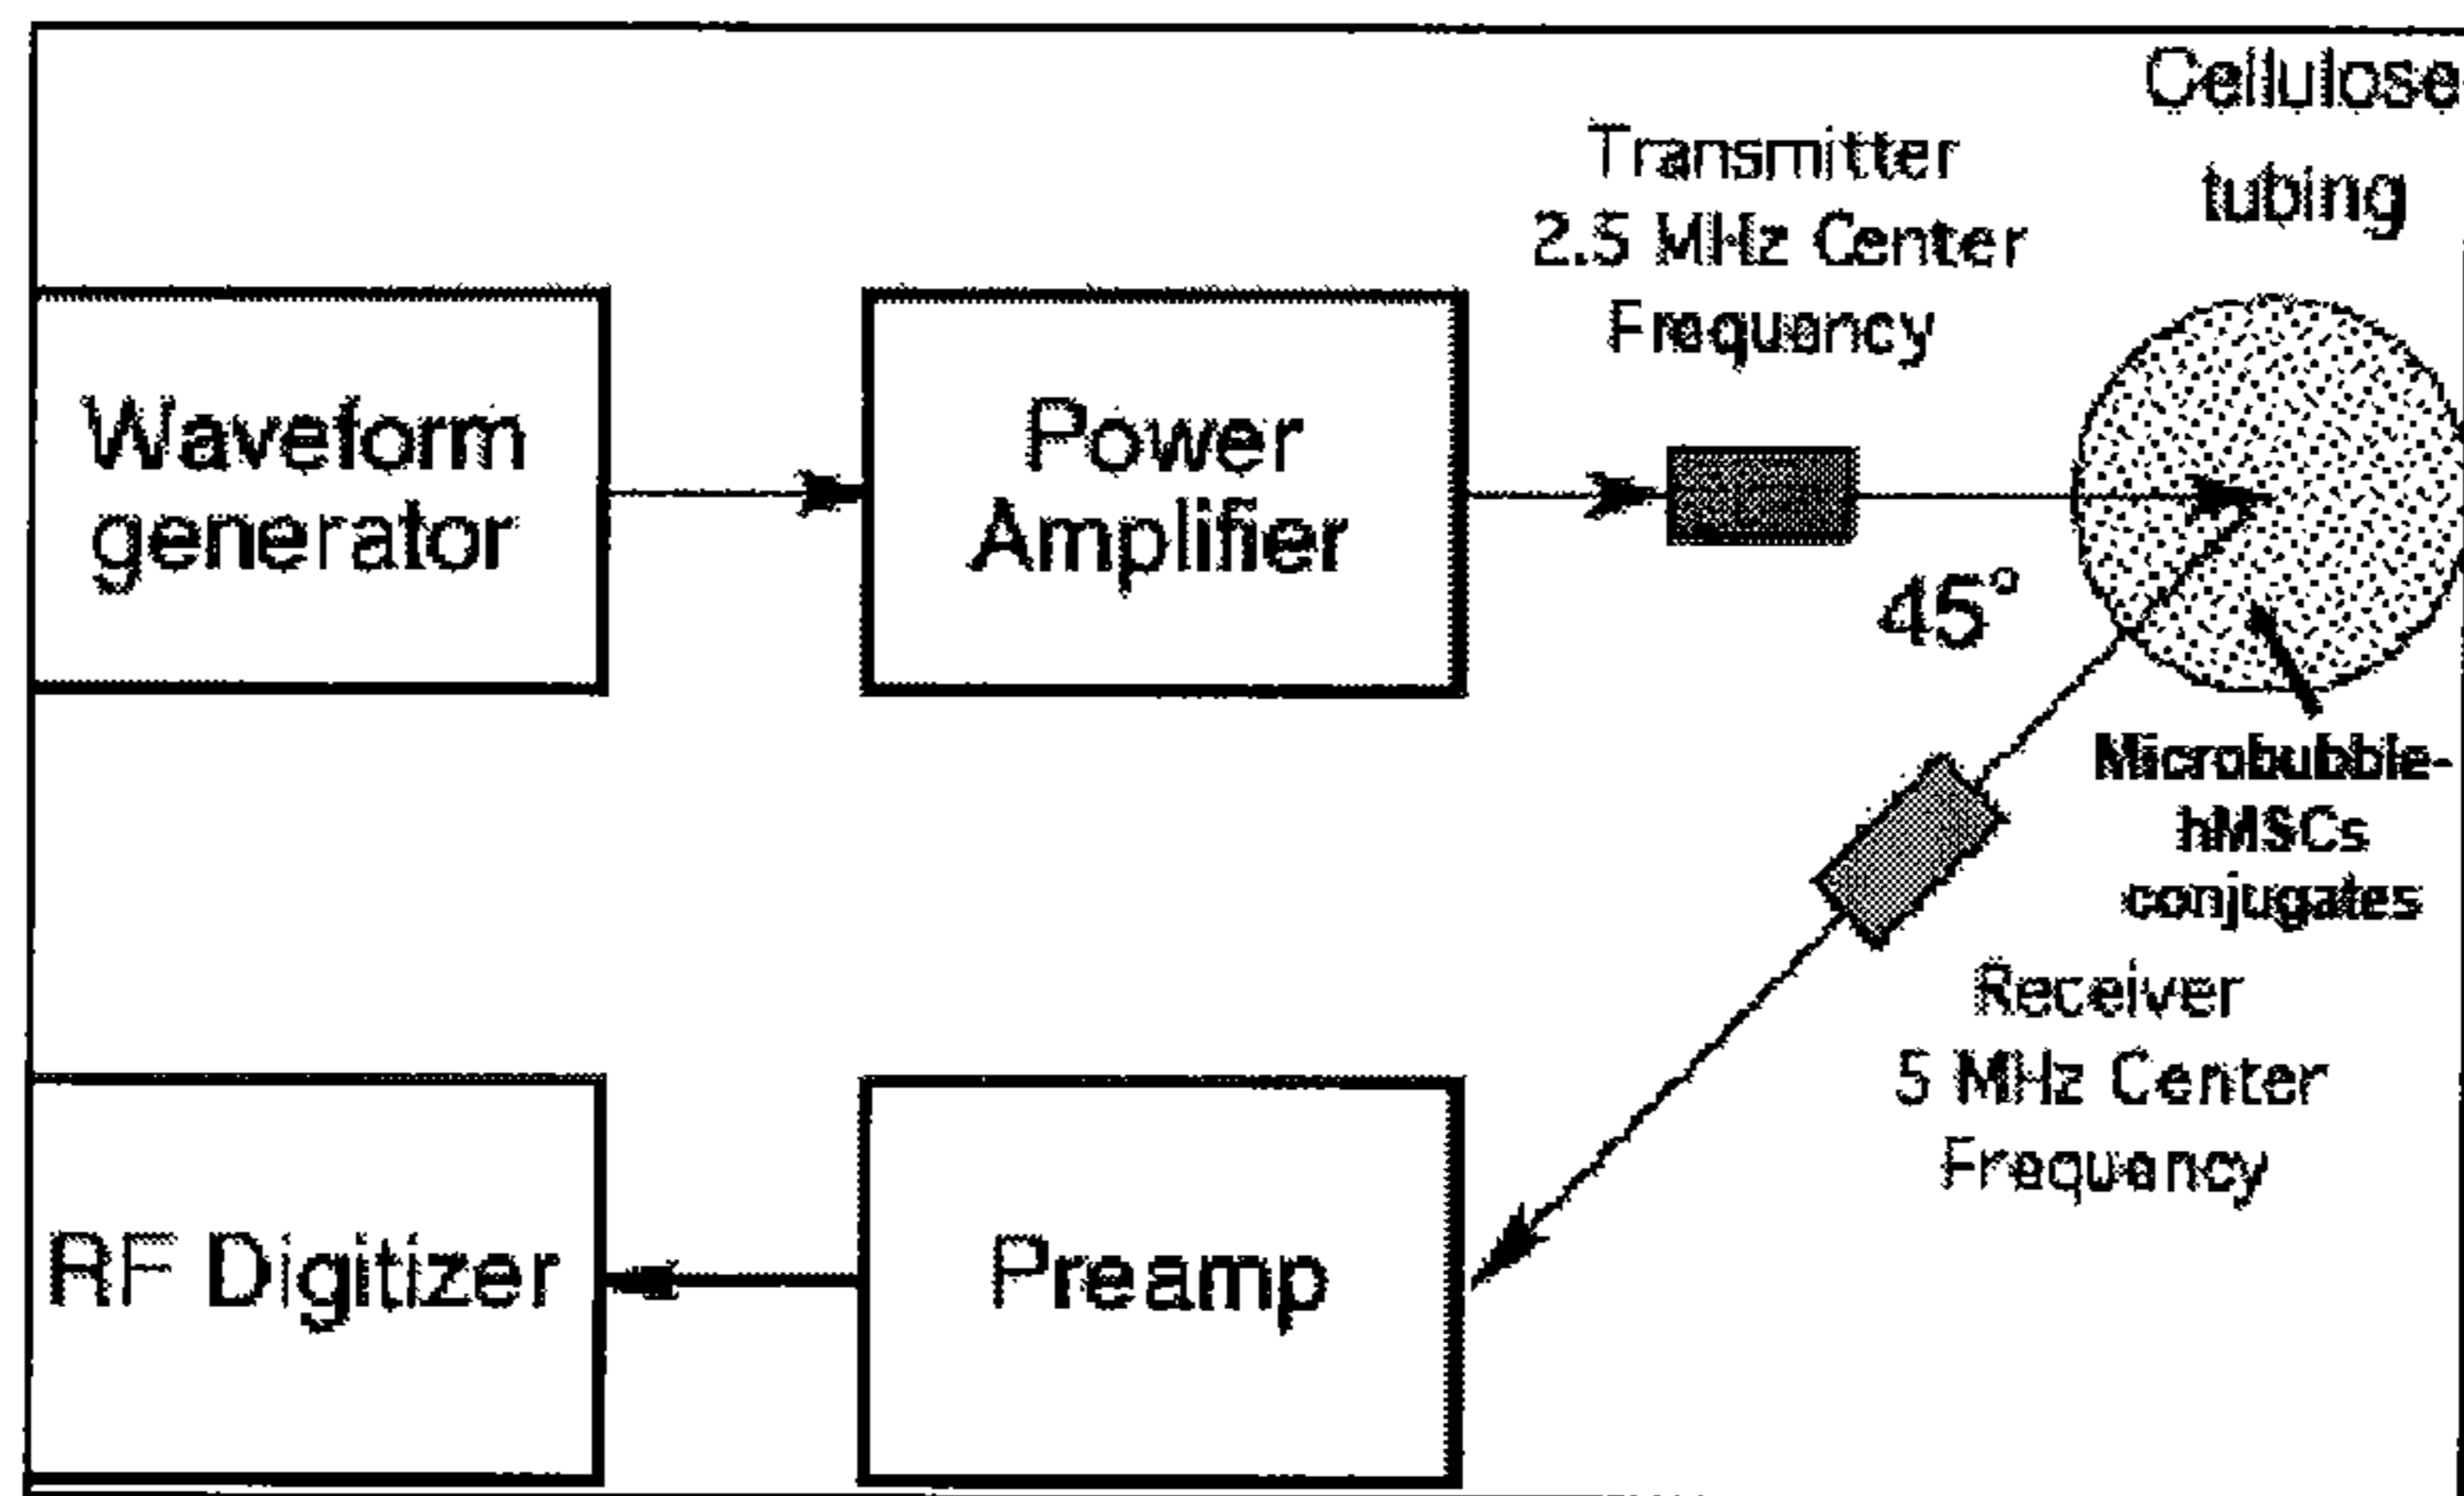 Cellulose
tubing
Transmitter
2.5 MHz Center
Frequency
Waveform
generator
Power
Amplifier
45°
Microbubble-
hMSCs
conjugates
Receiver
5 MHz Center
Frequency
RF Digitizer
Preamp